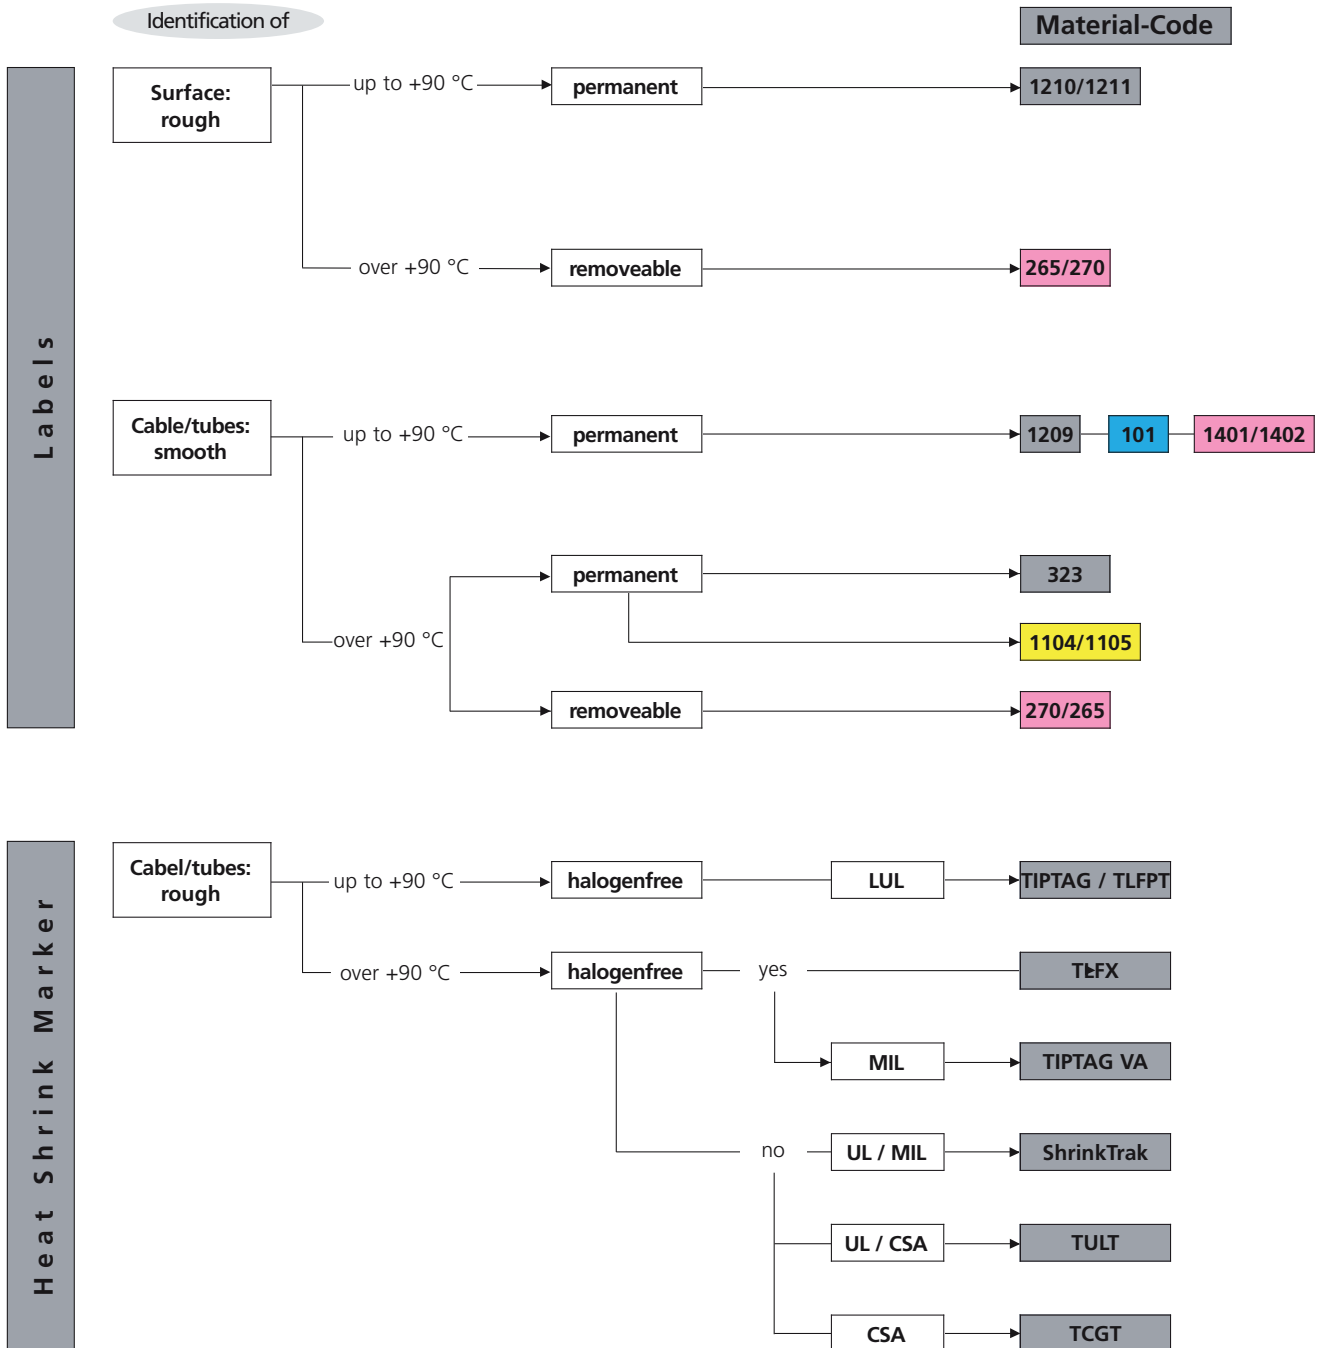 Identification of
Material-Code
Labels
Surface:
rough
up to +90 °C
permanent
1210/1211
over +90 °C
removeable
265/270
Cable/tubes:
smooth
up to +90 °C
permanent
1209
101
1401/1402
over +90 °C
permanent
323
1104/1105
removeable
270/265
Heat Shrink Marker
Cabel/tubes:
rough
up to +90 °C
halogenfree
LUL
TIPTAG / TLFPT
over +90 °C
halogenfree
yes
TLFX
MIL
TIPTAG VA
no
UL / MIL
ShrinkTrak
UL / CSA
TULT
CSA
TCGT